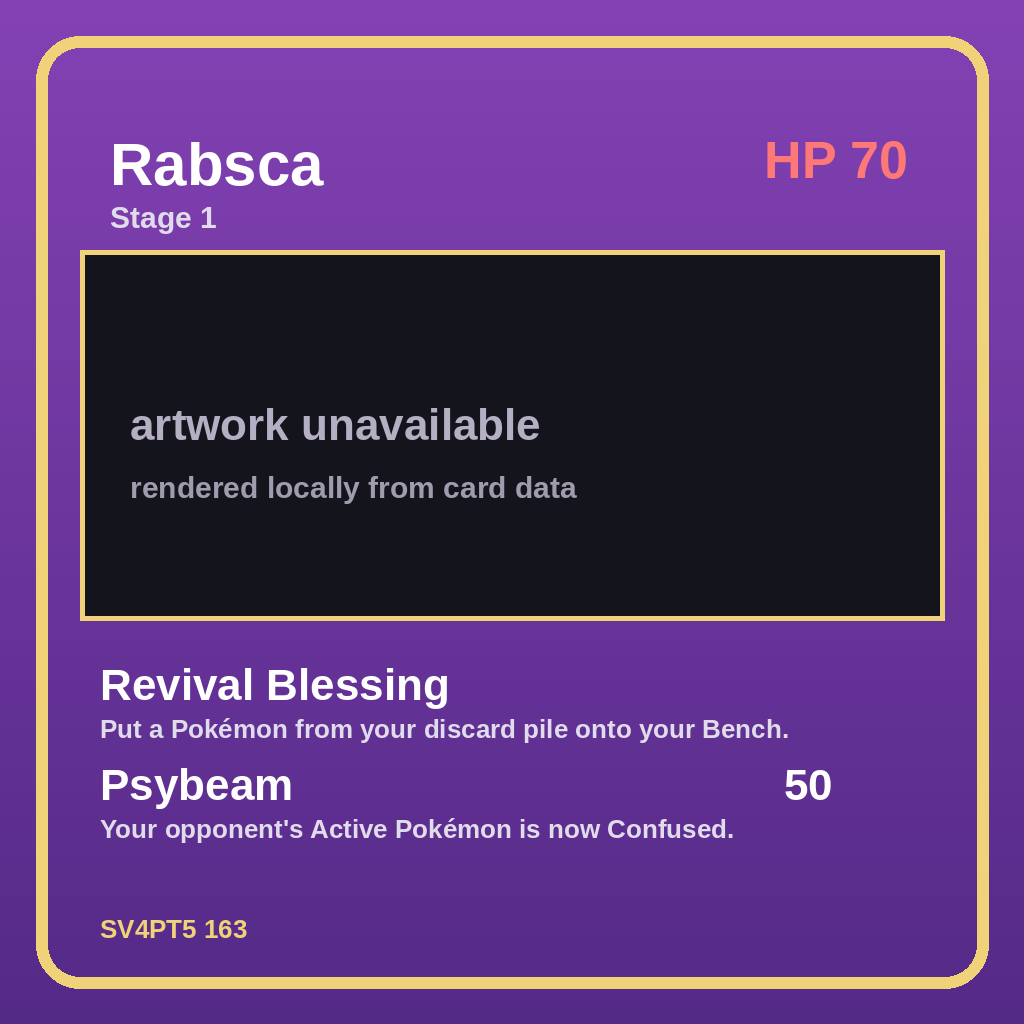 Rabsca
HP 70
Stage 1
artwork unavailable
rendered locally from card data
Revival Blessing
Put a Pokémon from your discard pile onto your Bench.
Psybeam 50
Your opponent's Active Pokémon is now Confused.
SV4PT5 163